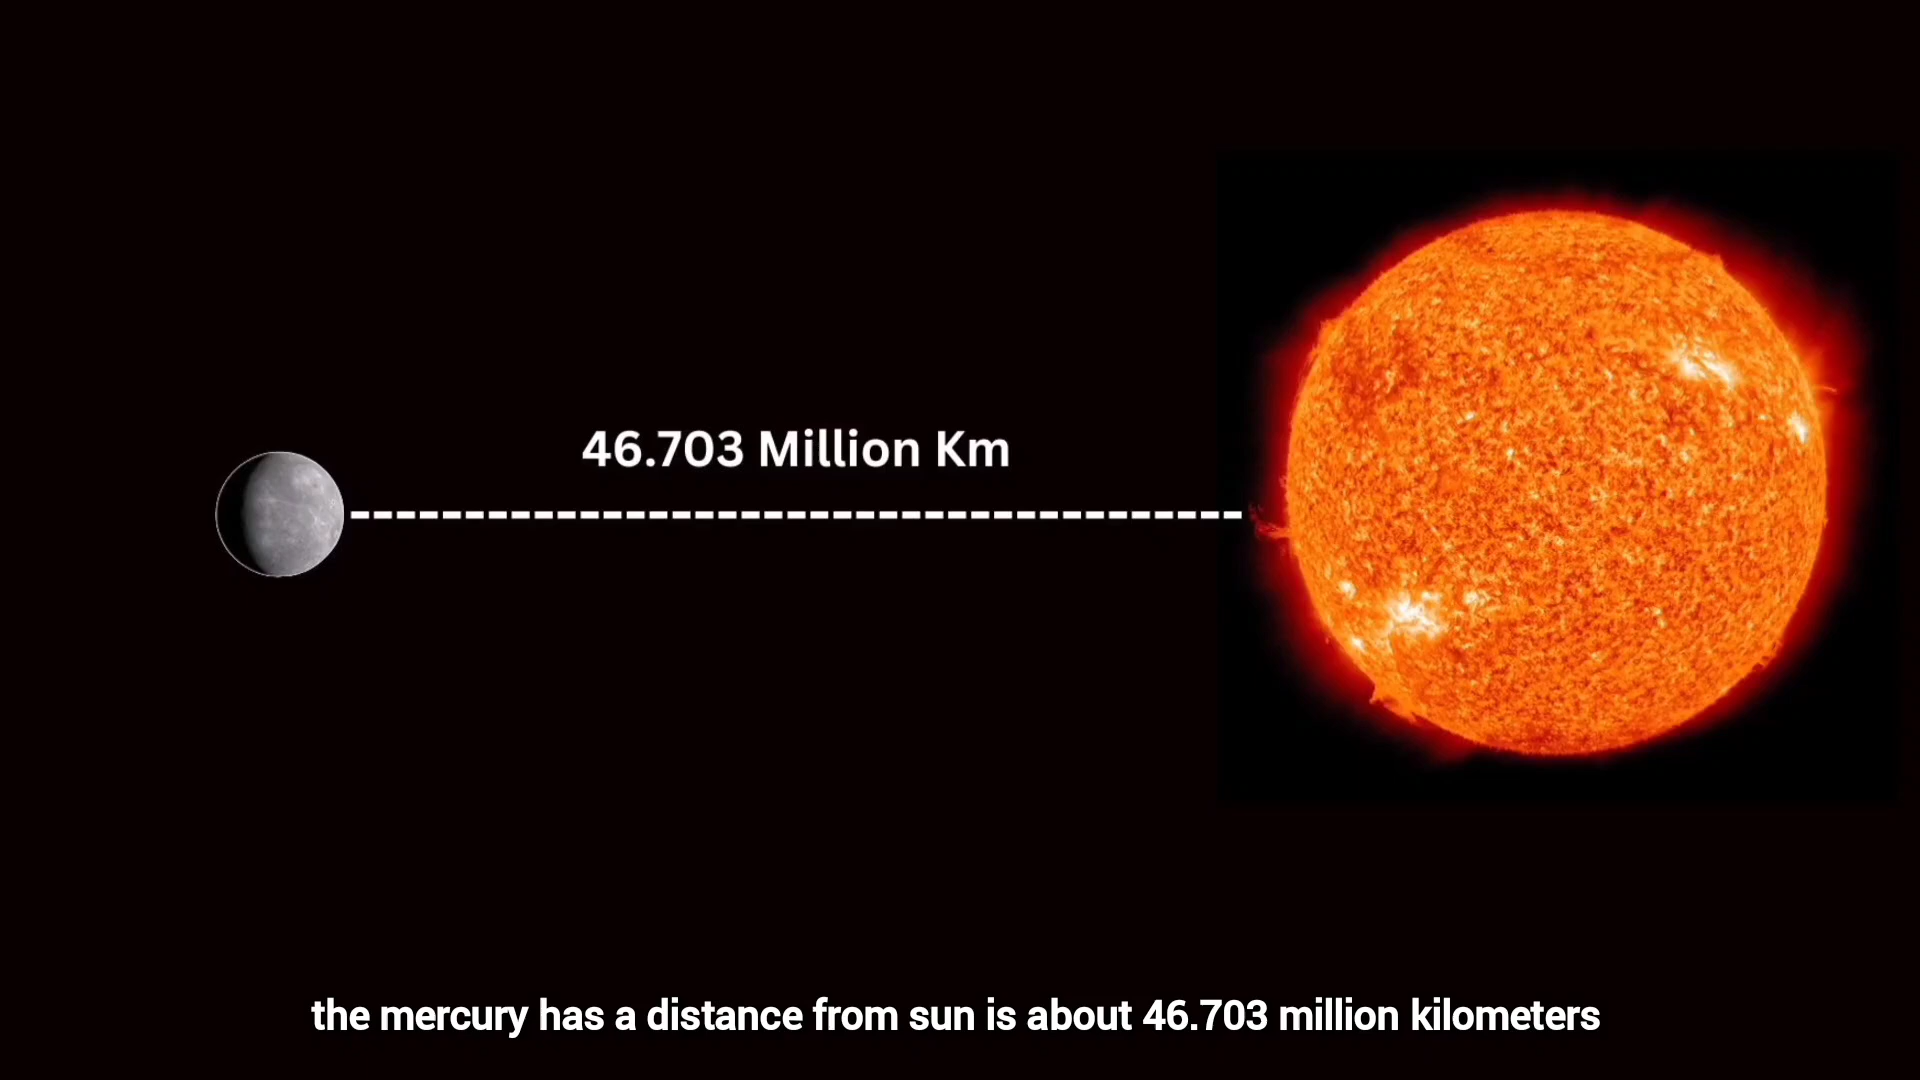 46.703 Million Km
the mercury has a distance from sun is about 46.703 million kilometers